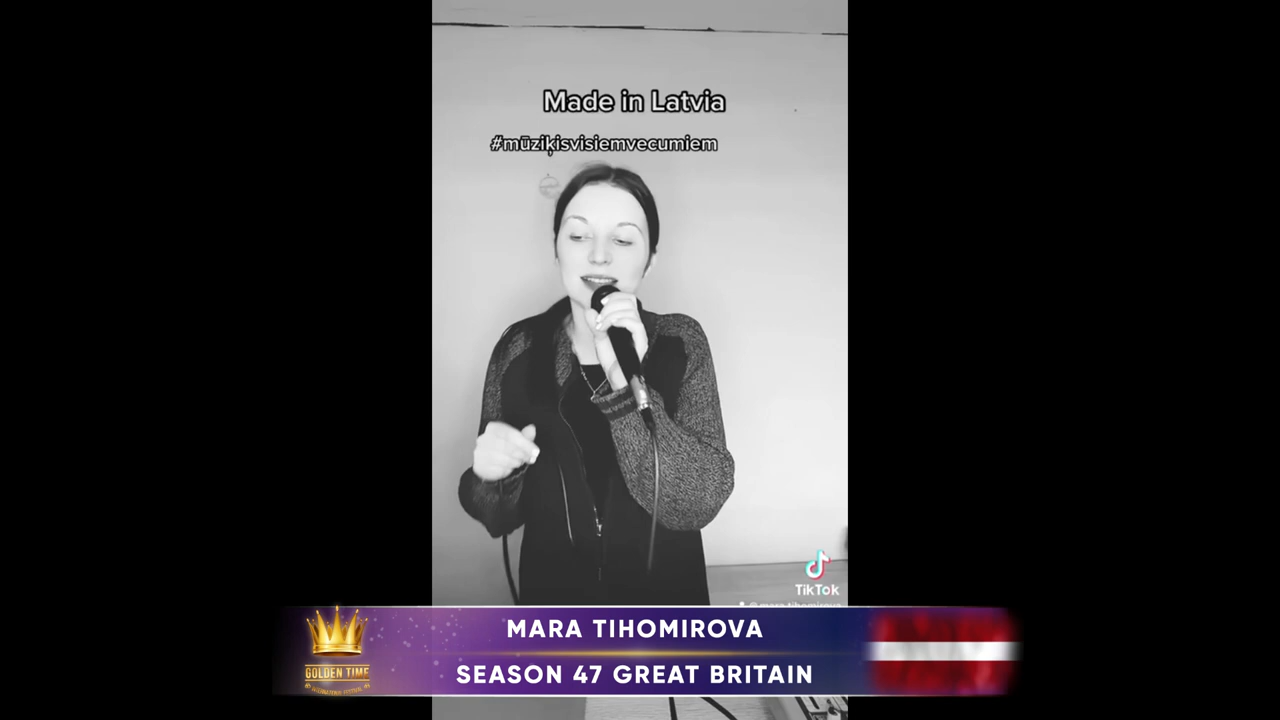 Made in Latvia
#mūziķisvisiemvecumiem
TikTok
MARA TIHOMIROVA
GOLDEN TIME
SEASON 47 GREAT BRITAIN